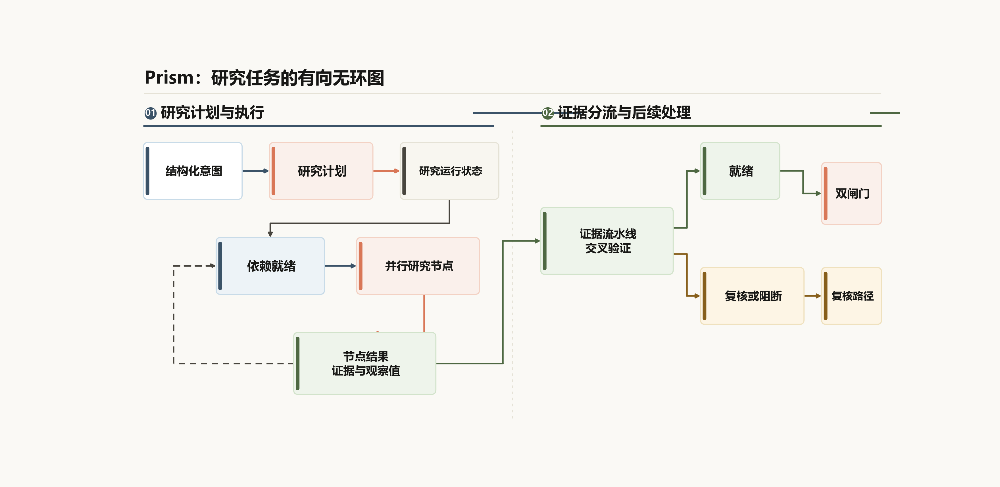 Prism：研究任务的有向无环图
01 研究计划与执行
02 证据分流与后续处理
结构化意图
研究计划
研究运行状态
依赖就绪
并行研究节点
节点结果
证据与观察值
证据流水线
交叉验证
就绪
双闸门
复核或阻断
复核路径